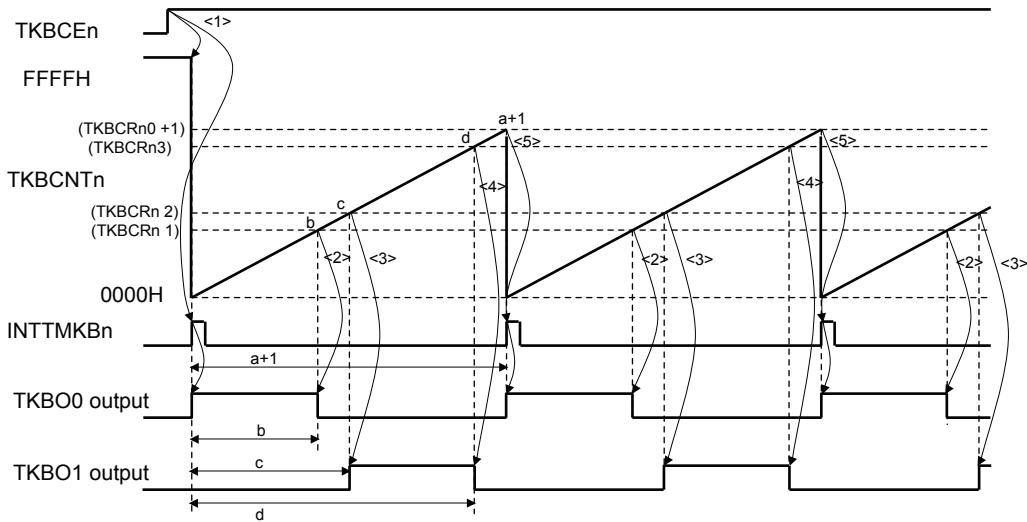 TKBCEn
<1>
FFFFH
(TKBCRn0 +1)
a+1
(TKBCRn3)
d
<5>
<5>
TKBCNTn
<4>
<4>
(TKBCRn 2)
c
(TKBCRn 1)
b
<2>
<3>
<2>
<3>
<2>
<3>
0000H
INTTMKBn
a+1
TKBO0 output
b
c
TKBO1 output
d